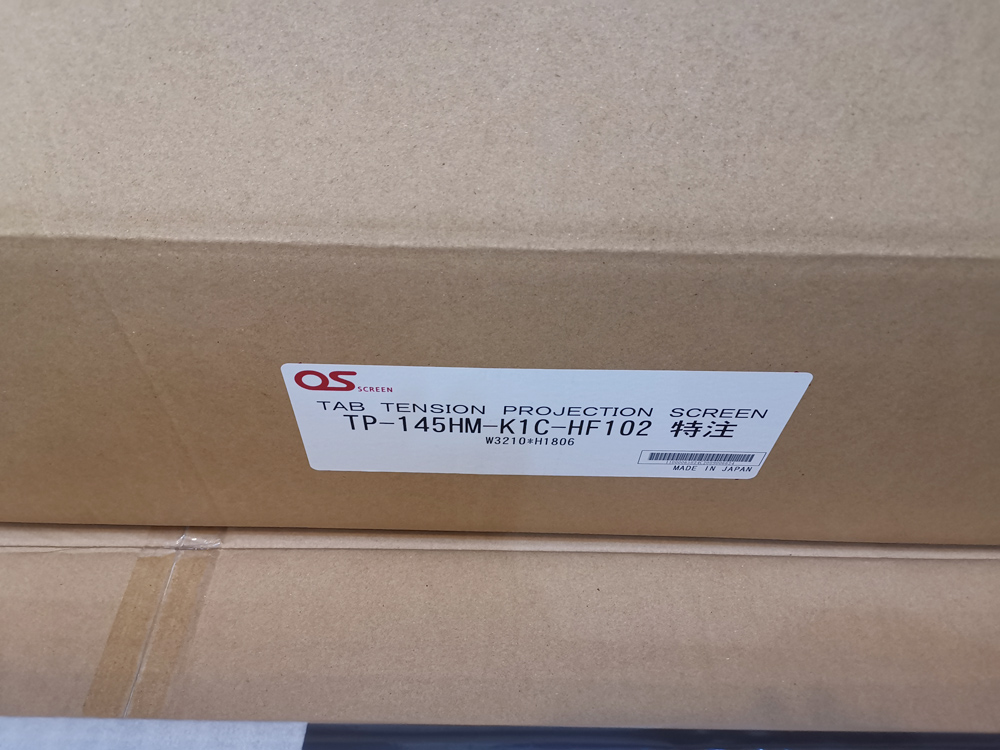 OS SCREEN
TAB TENSION PROJECTION SCREEN
TP-145HM-K1C-HF102 特注
W3210*H1806
MADE IN JAPAN